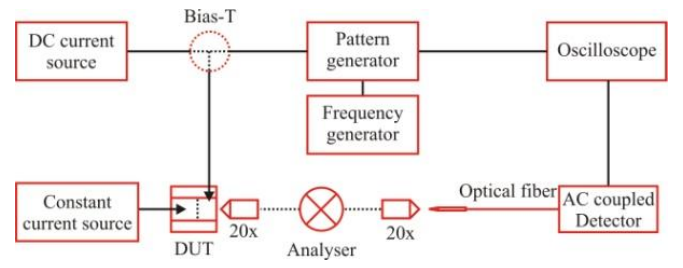 Bias-T
DC current
source
Pattern
generator
Oscilloscope
Frequency
generator
Constant
current source
DUT
20x
Analyser
20x
Optical fiber
AC coupled
Detector